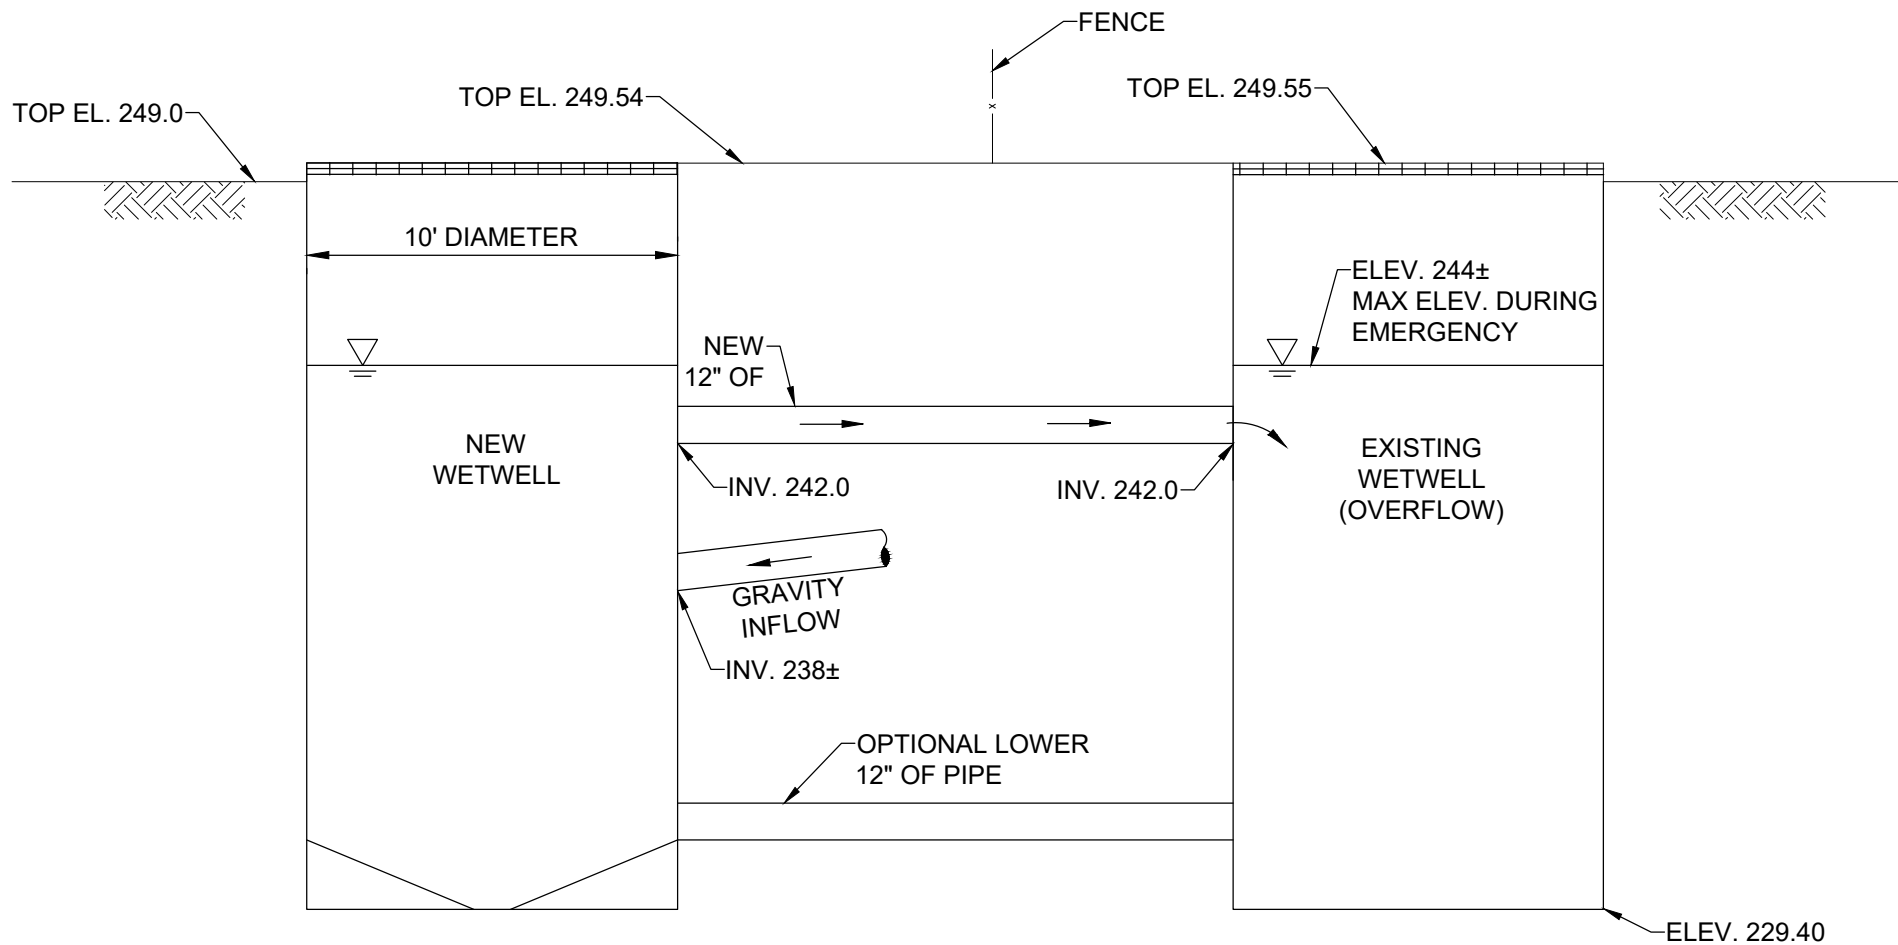 FENCE
TOP EL. 249.0
TOP EL. 249.54
TOP EL. 249.55
x
10' DIAMETER
ELEV. 244±
MAX ELEV. DURING
EMERGENCY
NEW
12" OF
NEW
WETWELL
EXISTING
WETWELL
(OVERFLOW)
INV. 242.0
INV. 242.0
GRAVITY
INFLOW
INV. 238±
OPTIONAL LOWER
12" OF PIPE
ELEV. 229.40